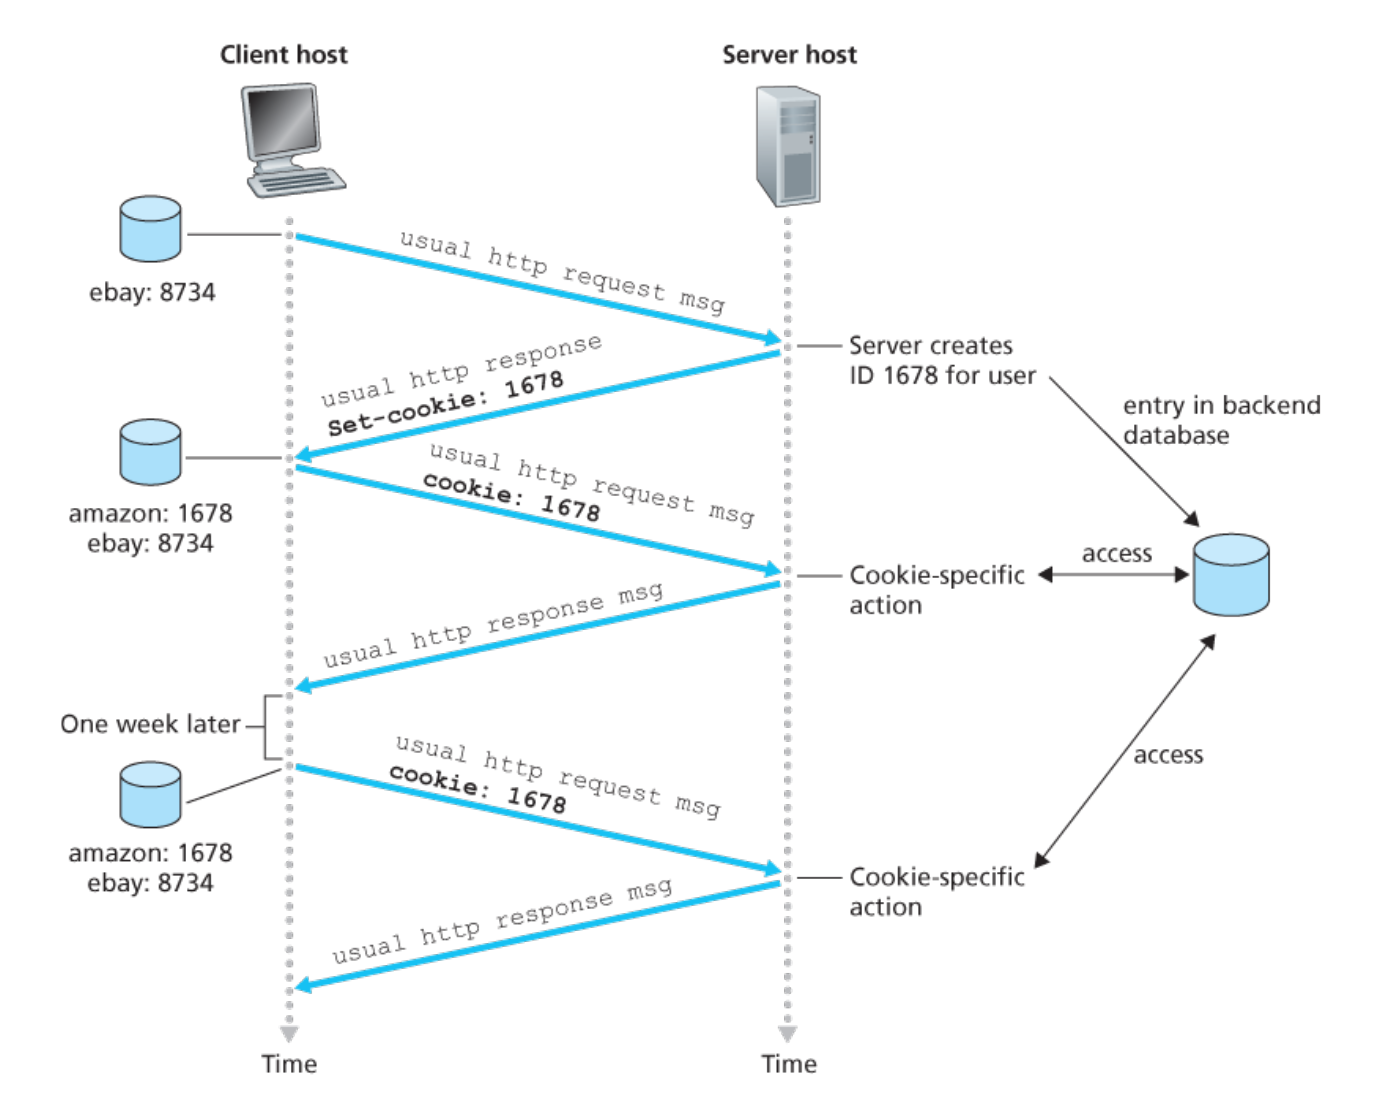 Client host
Server host
ebay: 8734
usual http request msg
Server creates
ID 1678 for user
entry in backend
database
usual http response
Set-cookie: 1678
amazon: 1678
ebay: 8734
usual http request msg
cookie: 1678
access
Cookie-specific
action
usual http response msg
One week later
usual http request msg
cookie: 1678
access
amazon: 1678
ebay: 8734
Cookie-specific
action
usual http response msg
Time
Time